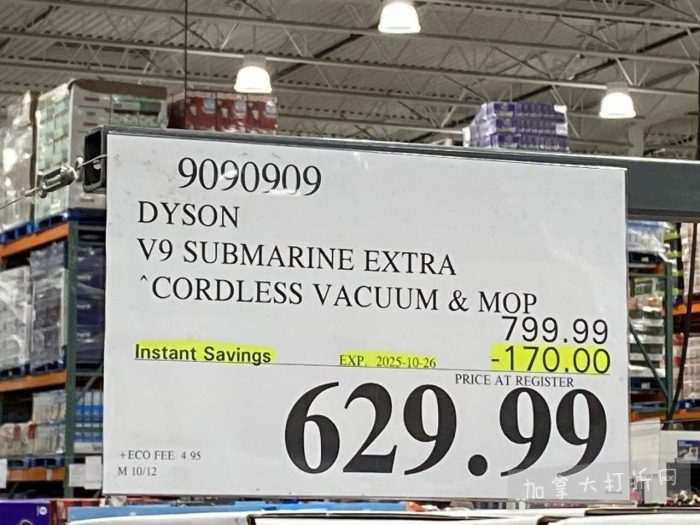 9090909
DYSON
V9 SUBMARINE EXTRA
^CORDLESS VACUUM & MOP
799.99
Instant Savings EXP. 2025-10-26 -170.00
PRICE AT REGISTER
629.99
+ECO FEE 4.95
M 10/12
加拿大打折网